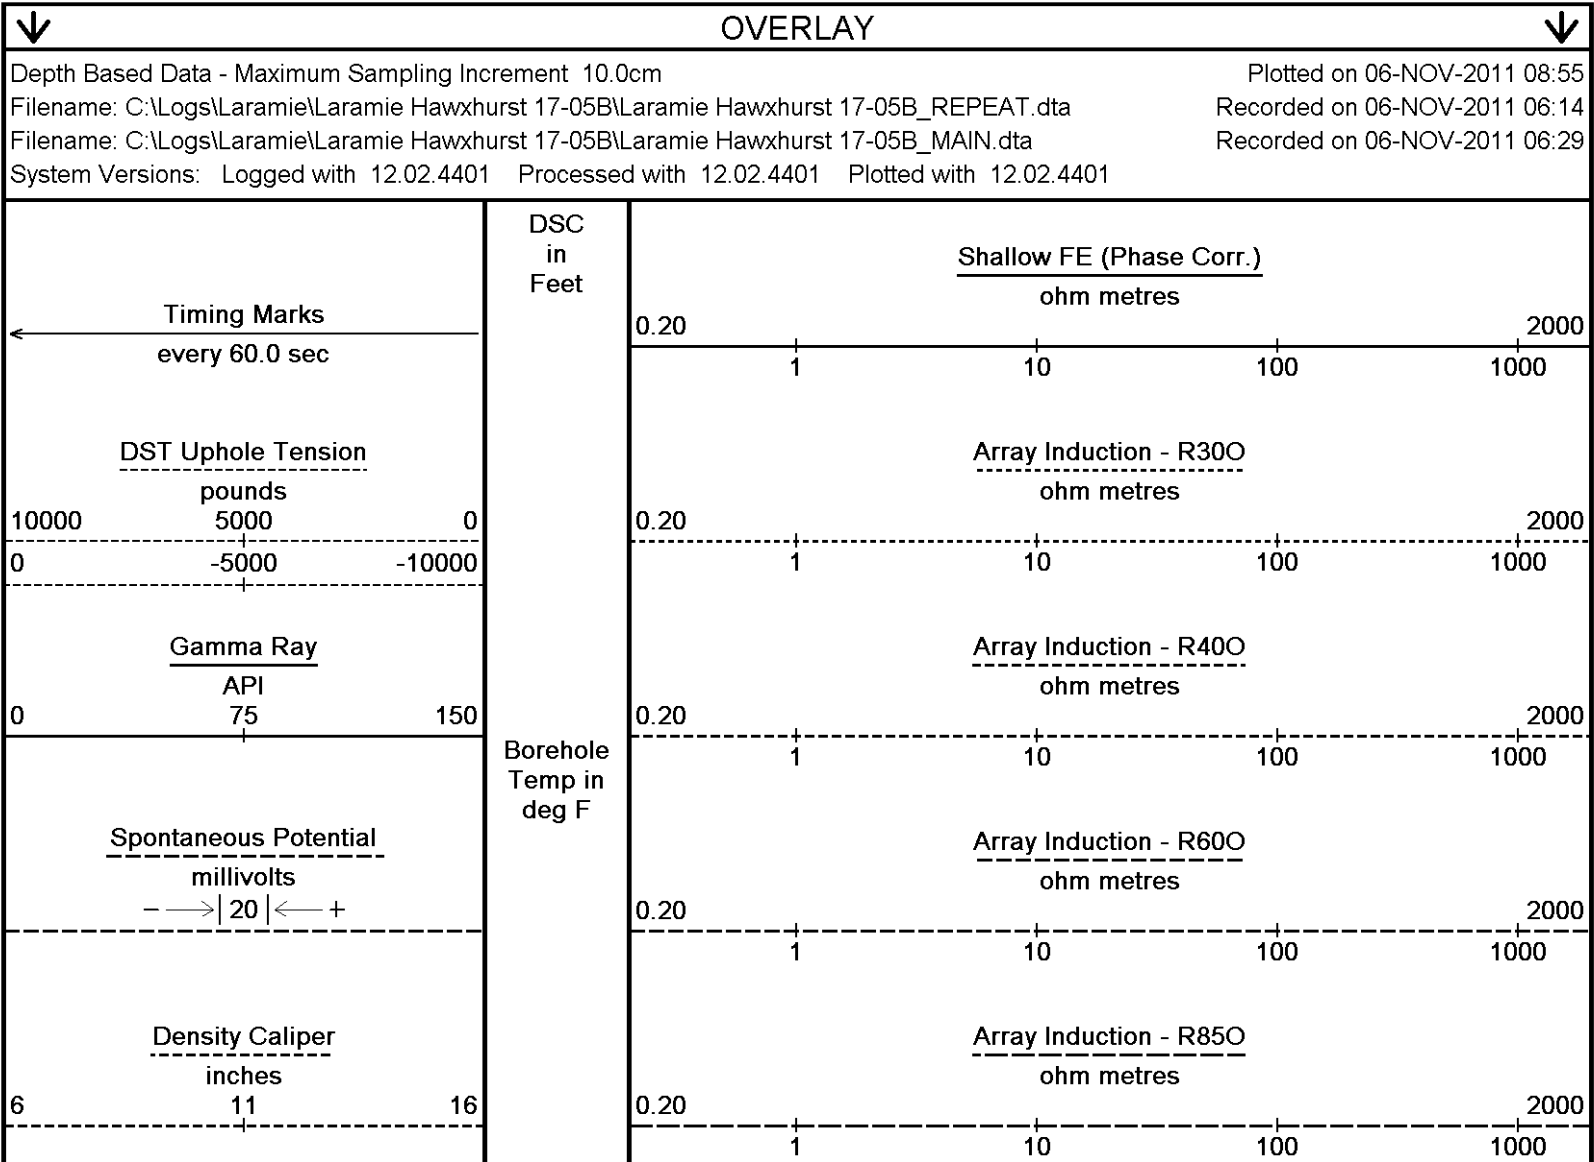 OVERLAY
Depth Based Data - Maximum Sampling Increment 10.0cm Plotted on 06-NOV-2011 08:55
Filename: C:\Logs\Laramie\Laramie Hawxhurst 17-05B\Laramie Hawxhurst 17-05B_REPEAT.dta Recorded on 06-NOV-2011 06:14
Filename: C:\Logs\Laramie\Laramie Hawxhurst 17-05B\Laramie Hawxhurst 17-05B_MAIN.dta Recorded on 06-NOV-2011 06:29
System Versions: Logged with 12.02.4401 Processed with 12.02.4401 Plotted with 12.02.4401
Timing Marks
every 60.0 sec
DST Uphole Tension
pounds
10000 5000 0
0 -5000 -10000
Gamma Ray
API
0 75 150
Spontaneous Potential
millivolts
- 20 +
Density Caliper
inches
6 11 16
DSC
in
Feet
Borehole
Temp in
deg F
Shallow FE (Phase Corr.)
ohm metres
0.20 2000
1 10 100 1000
Array Induction - R30O
ohm metres
0.20 2000
1 10 100 1000
Array Induction - R40O
ohm metres
0.20 2000
1 10 100 1000
Array Induction - R60O
ohm metres
0.20 2000
1 10 100 1000
Array Induction - R85O
ohm metres
0.20 2000
1 10 100 1000